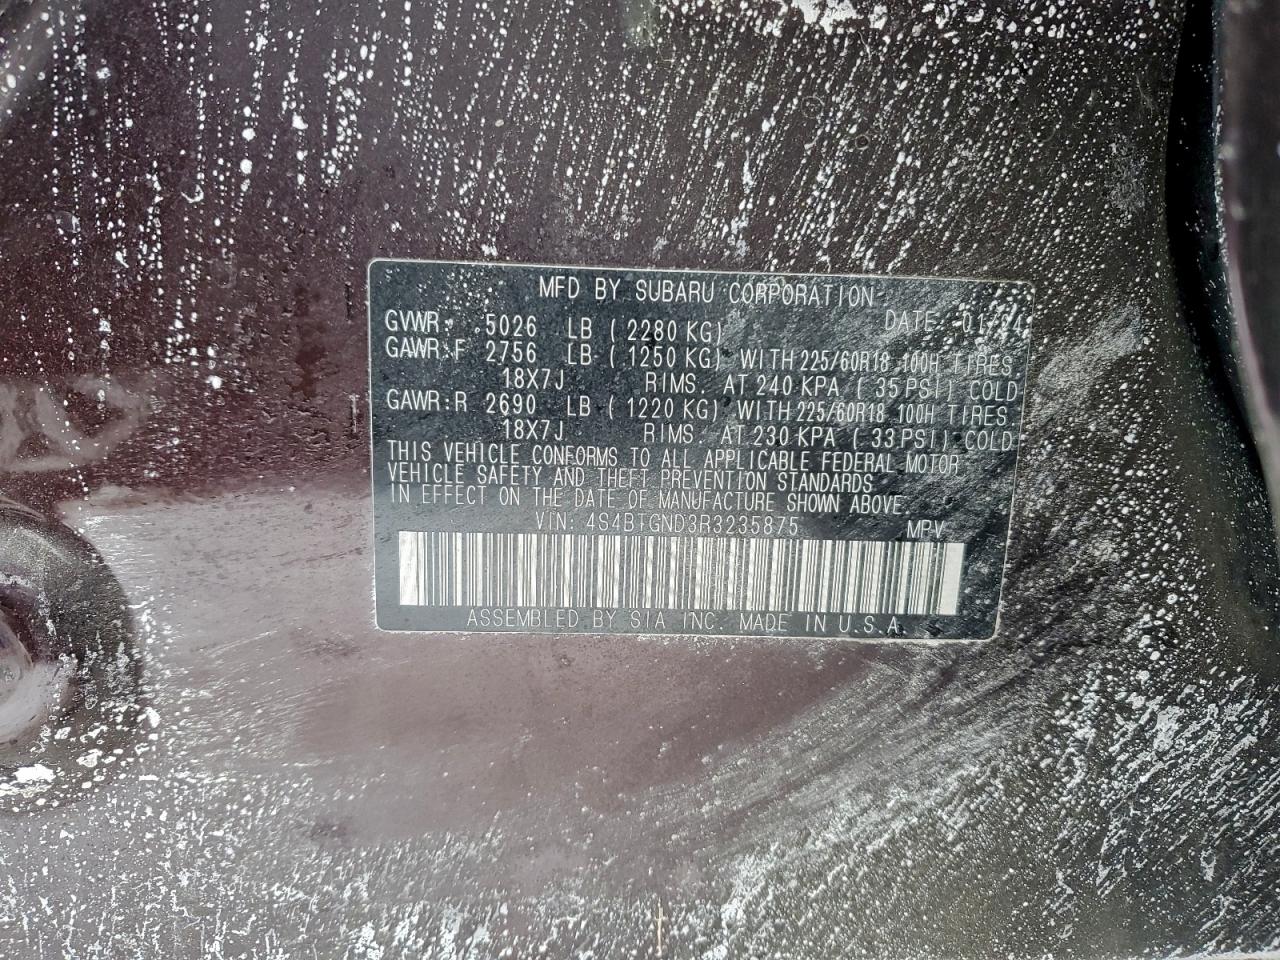 MFD BY SUBARU CORPORATION
GVWR: 5026 LB ( 2280 KG) DATE: 01/24
GAWR:F 2756 LB ( 1250 KG) WITH 225/60R18 100H TIRES,
18X7J RIMS. AT 240 KPA ( 35 PSI) COLD
GAWR:R 2690 LB ( 1220 KG) WITH 225/60R18 100H TIRES
18X7J RIMS. AT 230 KPA ( 33 PSI) COLD
THIS VEHICLE CONFORMS TO ALL APPLICABLE FEDERAL MOTOR
VEHICLE SAFETY AND THEFT PREVENTION STANDARDS
IN EFFECT ON THE DATE OF MANUFACTURE SHOWN ABOVE
VIN: 4S4BTGND3R3235875 MPV
ASSEMBLED BY SIA INC. MADE IN U.S.A